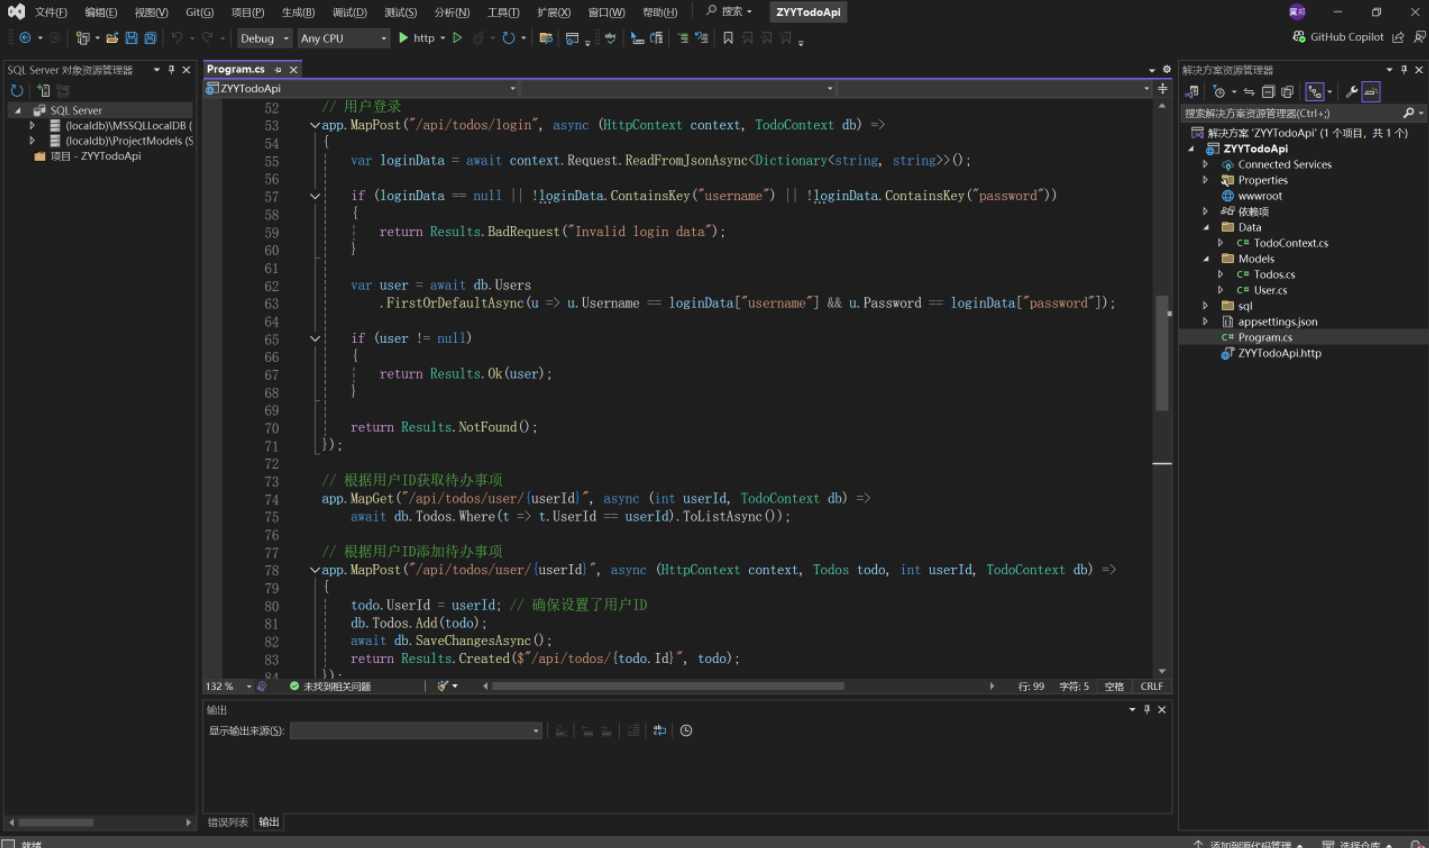 文件(F) 编辑(E) 视图(V) Git(G) 项目(P) 生成(B) 调试(D) 测试(S) 分析(N) 工具(T) 扩展(X) 窗口(W) 帮助(H) 搜索 ZYYTodoApi
Debug Any CPU http GitHub Copilot
SQL Server 对象资源管理器
SQL Server
(localdb)\MSSQLLocalDB (
(localdb)\ProjectModels (S
项目 - ZYYTodoApi
Program.cs
ZYYTodoApi
52 // 用户登录
53 app.MapPost("/api/todos/login", async (HttpContext context, TodoContext db) =>
54 {
55 var loginData = await context.Request.ReadFromJsonAsync<Dictionary<string, string>>();
56
57 if (loginData == null || !loginData.ContainsKey("username") || !loginData.ContainsKey("password"))
58 {
59 return Results.BadRequest("Invalid login data");
60 }
61
62 var user = await db.Users
63 .FirstOrDefaultAsync(u => u.Username == loginData["username"] && u.Password == loginData["password"]);
64
65 if (user != null)
66 {
67 return Results.Ok(user);
68 }
69
70 return Results.NotFound();
71 });
72
73 // 根据用户ID获取待办事项
74 app.MapGet("/api/todos/user/{userId}", async (int userId, TodoContext db) =>
75 await db.Todos.Where(t => t.UserId == userId).ToListAsync());
76
77 // 根据用户ID添加待办事项
78 app.MapPost("/api/todos/user/{userId}", async (HttpContext context, Todos todo, int userId, TodoContext db) =>
79 {
80 todo.UserId = userId; // 确保设置了用户ID
81 db.Todos.Add(todo);
82 await db.SaveChangesAsync();
83 return Results.Created($"/api/todos/{todo.Id}", todo);
84 });
132 % 未找到相关问题 行: 99 字符: 5 空格 CRLF
输出
显示输出来源(S):
错误列表 输出
解决方案资源管理器
搜索解决方案资源管理器(Ctrl+;)
解决方案 'ZYYTodoApi' (1 个项目, 共 1 个)
ZYYTodoApi
Connected Services
Properties
wwwroot
依赖项
Data
C# TodoContext.cs
Models
C# Todos.cs
C# User.cs
sql
appsettings.json
C# Program.cs
ZYYTodoApi.http
就绪 添加到源代码管理 选择仓库